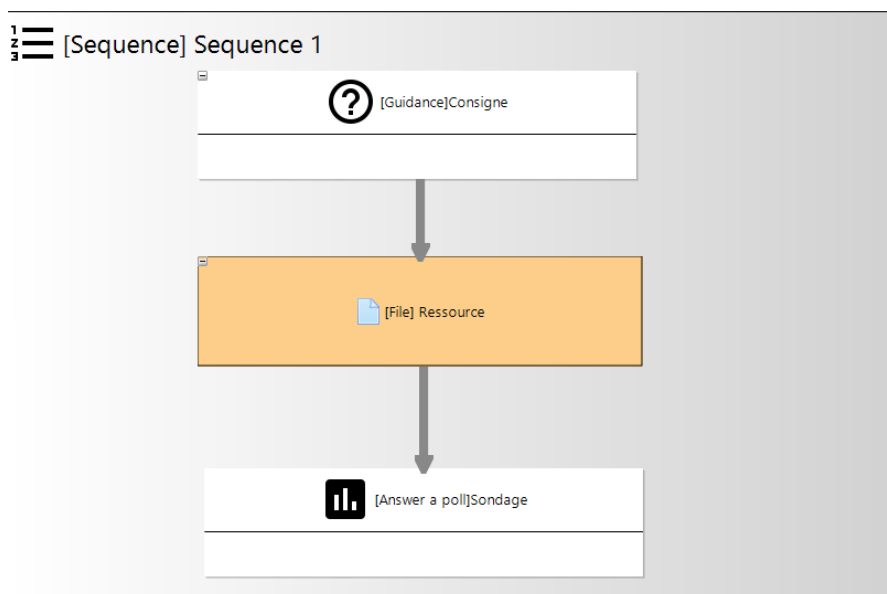 [Sequence] Sequence 1
[Guidance]Consigne
[File] Ressource
[Answer a poll]Sondage